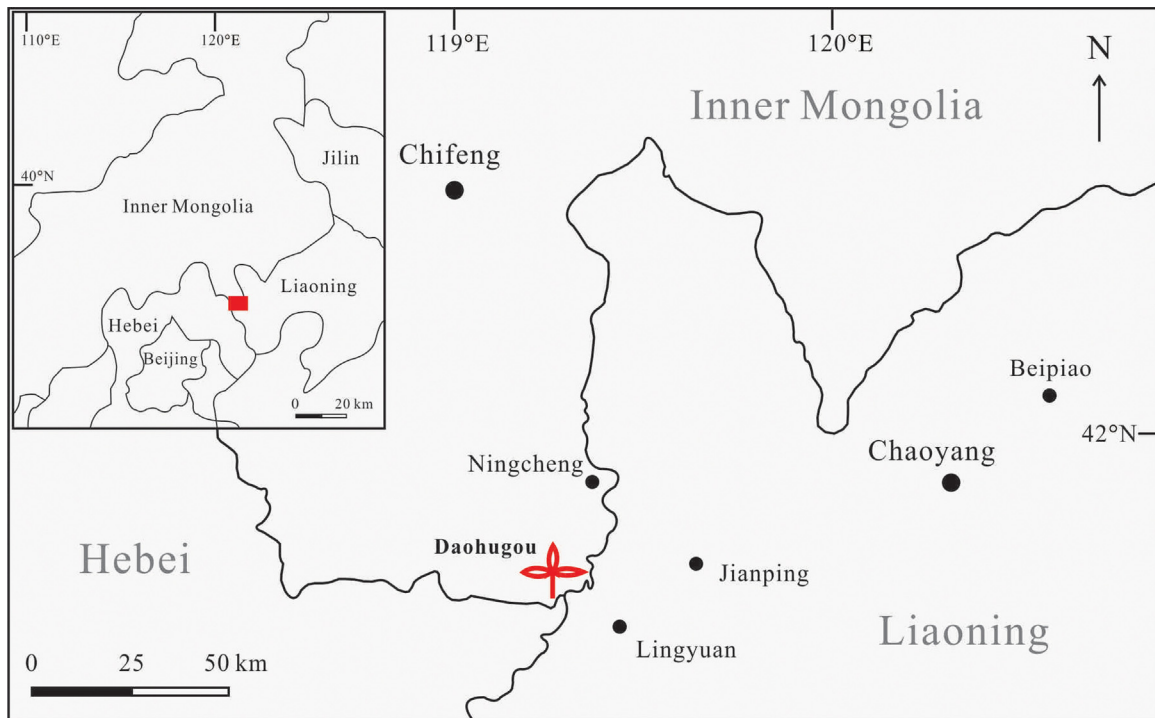 110°E
120°E
Jilin
40°N
Inner Mongolia
Liaoning
Hebei
Beijing
0 20 km
119°E
120°E
N
Inner Mongolia
Chifeng
Beipiao
42°N
Chaoyang
Ningcheng
Daohugou
Hebei
Jianping
Liaoning
Lingyuan
0 25 50 km